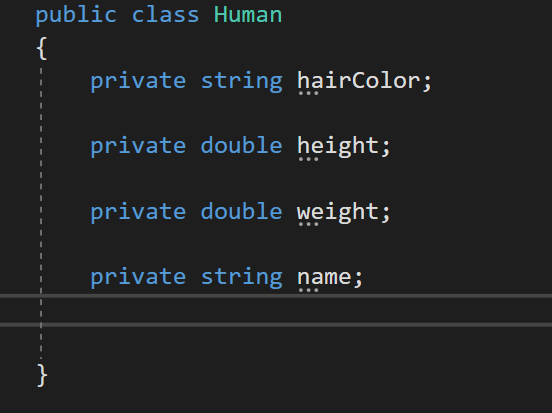 public class Human
{
private string hairColor;
private double height;
private double weight;
private string name;
}